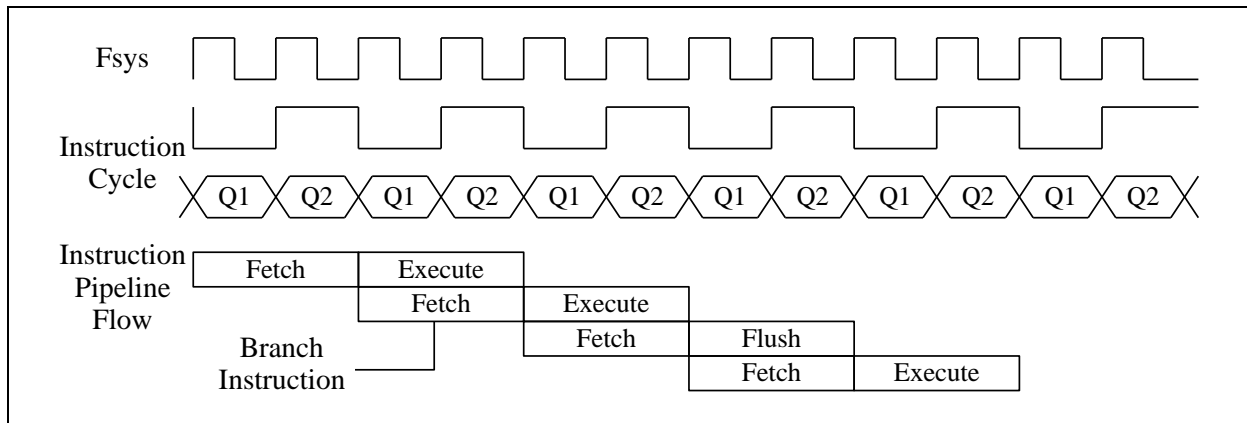 Fsys
Instruction
Cycle
Q1 Q2 Q1 Q2 Q1 Q2 Q1 Q2 Q1 Q2 Q1 Q2
Instruction
Pipeline
Flow
Fetch Execute
Fetch Execute
Fetch Flush
Fetch Execute
Branch
Instruction